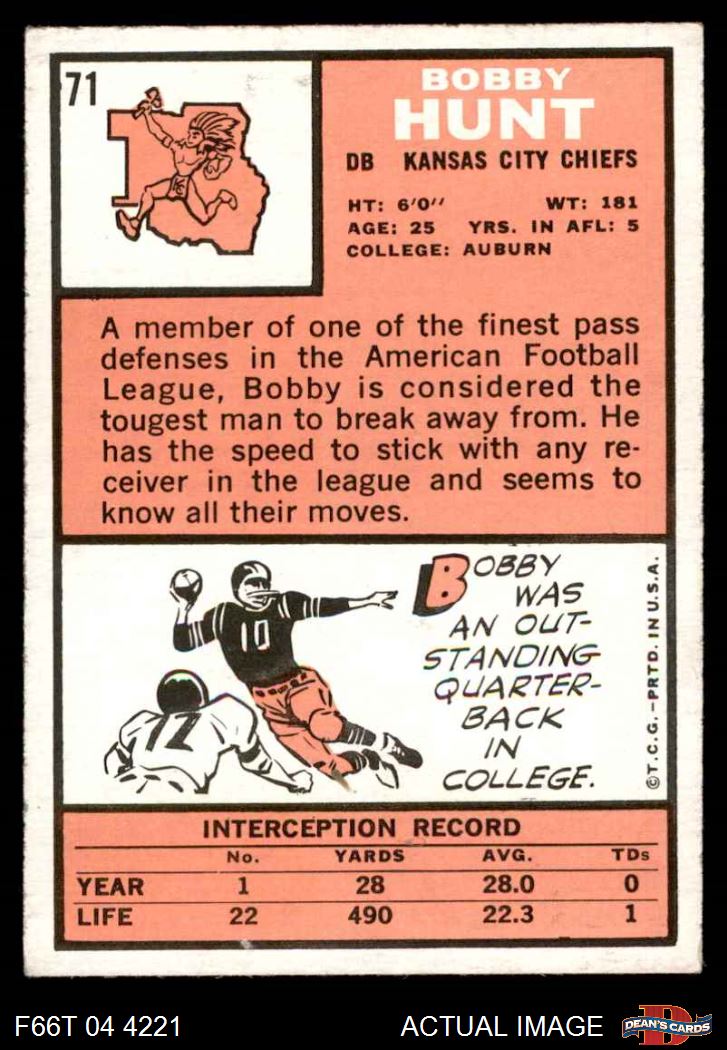 71
BOBBY
HUNT
DB KANSAS CITY CHIEFS
HT: 6'0" WT: 181
AGE: 25 YRS. IN AFL: 5
COLLEGE: AUBURN
KC
A member of one of the finest pass
defenses in the American Football
League, Bobby is considered the
tougest man to break away from. He
has the speed to stick with any re-
ceiver in the league and seems to
know all their moves.
10
12
BOBBY
WAS
AN OUT-
STANDING
QUARTER-
BACK
IN
COLLEGE.
©T.C.G.–PRTD. IN U.S.A.
INTERCEPTION RECORD
No. YARDS AVG. TDs
YEAR 1 28 28.0 0
LIFE 22 490 22.3 1
F66T 04 4221 ACTUAL IMAGE
D
DEAN'S CARDS